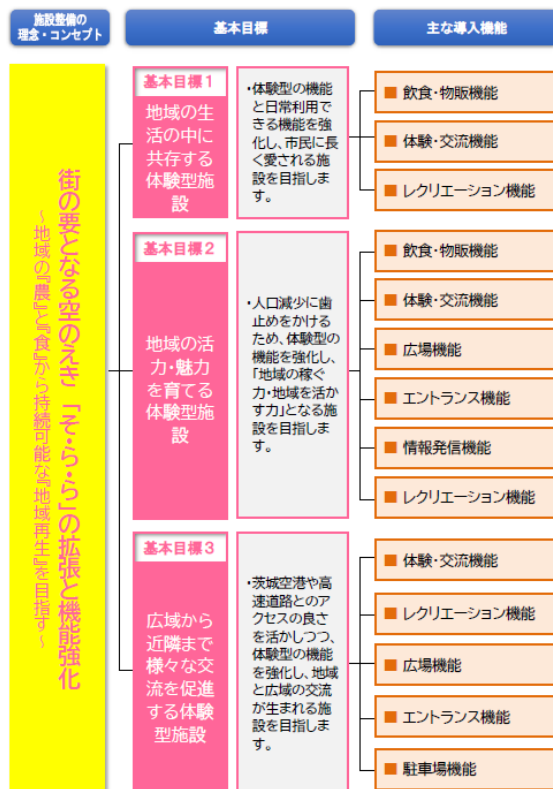 施設整備の
理念・コンセプト
基本目標
主な導入機能
街の要となる空のえき「そ・ら・ら」の拡張と機能強化
～地域の『農』と『食』から持続可能な『地域再生』を目指す～
基本目標1
地域の生
活の中に
共存する
体験型施
設
・体験型の機能
と日常利用で
きる機能を強
化し、市民に長
く愛される施
設を目指しま
す。
■ 飲食・物販機能
■ 体験・交流機能
■ レクリエーション機能
基本目標2
地域の活
力・魅力
を育てる
体験型施
設
・人口減少に歯
止めをかける
ため、体験型の
機能を強化し、
「地域の稼ぐ
力・地域を活か
す力」となる施
設を目指しま
す。
■ 飲食・物販機能
■ 体験・交流機能
■ 広場機能
■ エントランス機能
■ 情報発信機能
■ レクリエーション機能
基本目標3
広域から
近隣まで
様々な交
流を促進
する体験
型施設
・茨城空港や高
速道路とのア
クセスの良さ
を活かしつつ、
体験型の機能
を強化し、地域
と広域の交流
が生まれる施
設を目指しま
す。
■ 体験・交流機能
■ レクリエーション機能
■ 広場機能
■ エントランス機能
■ 駐車場機能